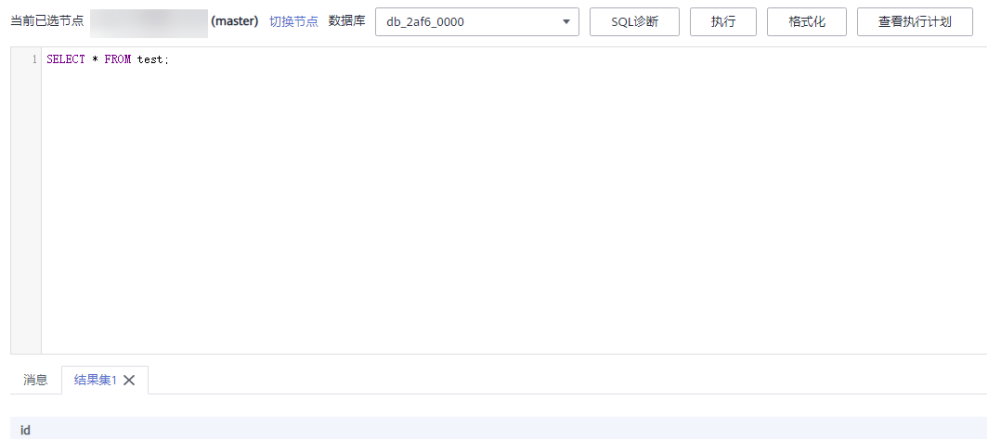 当前已选节点 (master) 切换节点 数据库 db_2af6_0000 SQL诊断 执行 格式化 查看执行计划
1 SELECT * FROM test;
消息 结果集1
id